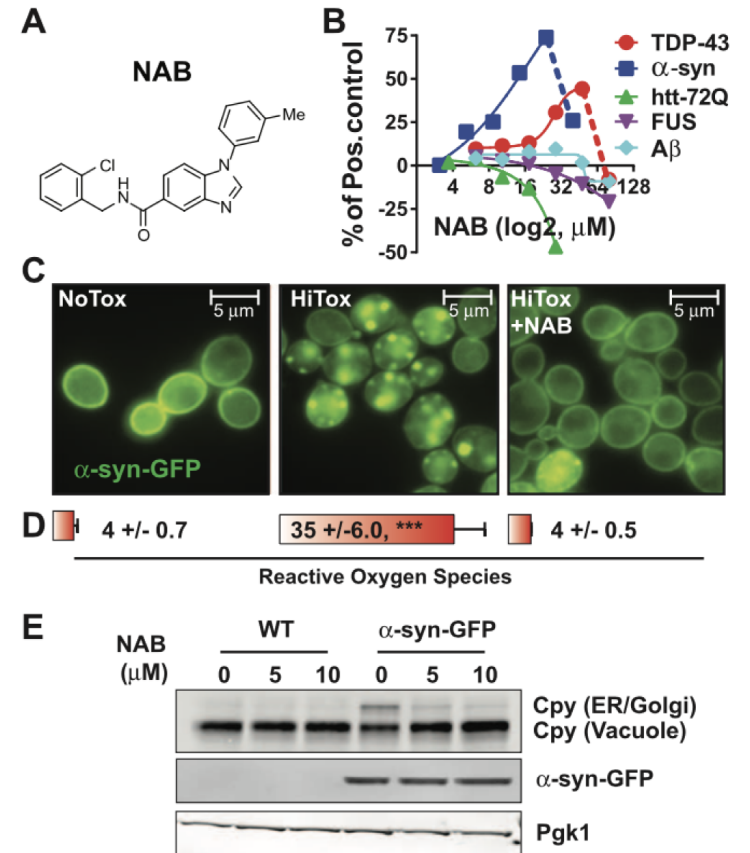 A
NAB
Me
Cl
N
H
N
O
N
B
% of Pos.control
75
50
25
0
-25
-50
4 8 16 32 64 128
NAB (log2, μM)
TDP-43
α-syn
htt-72Q
FUS
Aβ
C
NoTox
5 μm
α-syn-GFP
HiTox
5 μm
HiTox
+NAB
5 μm
D
4 +/- 0.7
35 +/-6.0, ***
4 +/- 0.5
Reactive Oxygen Species
E
NAB
(μM)
WT
α-syn-GFP
0 5 10 0 5 10
Cpy (ER/Golgi)
Cpy (Vacuole)
α-syn-GFP
Pgk1